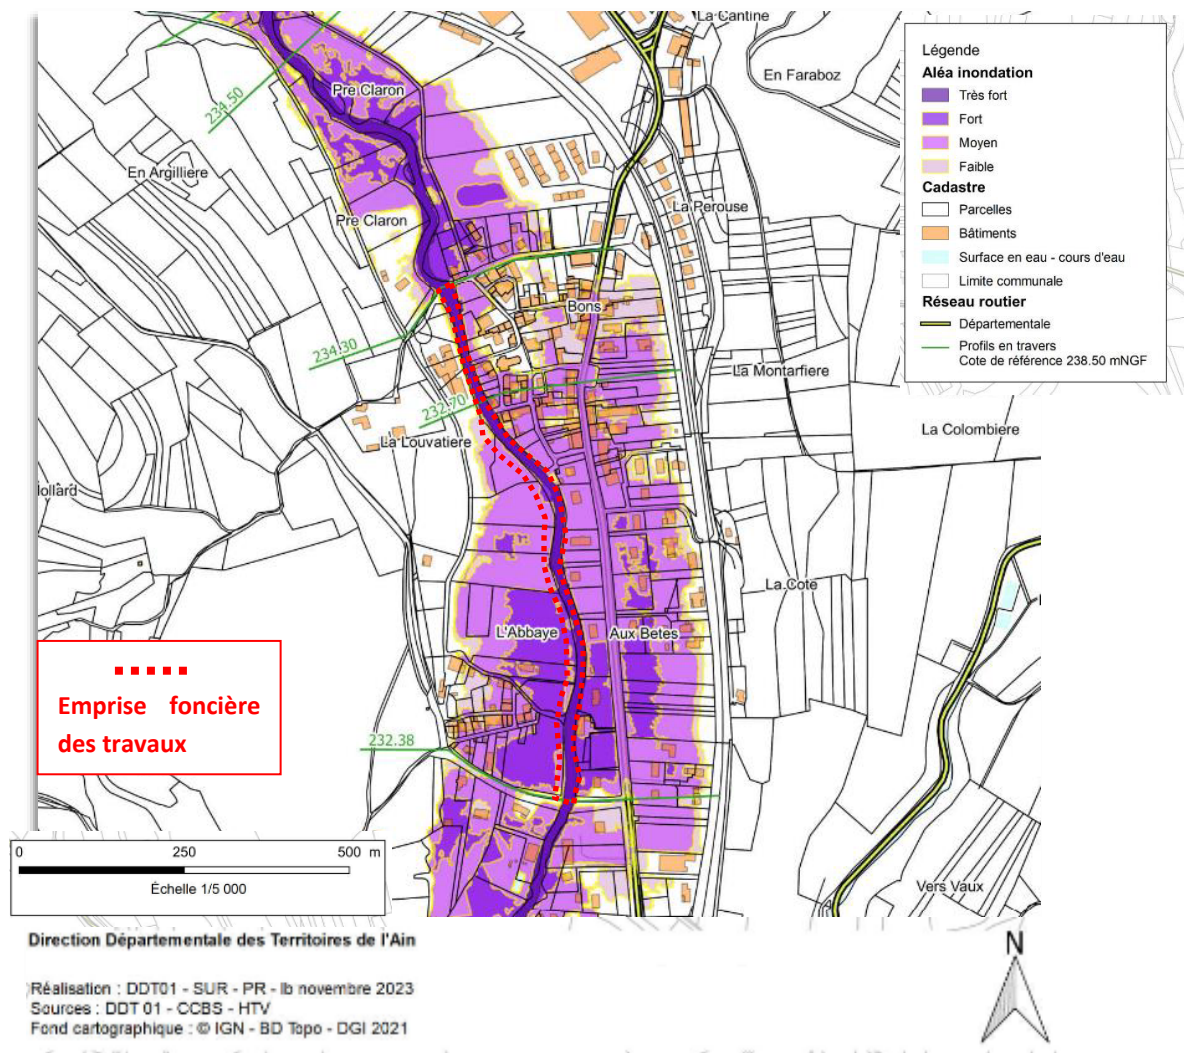 La Cantine
En Faraboz
Pre Claron
234.50
En Argilliere
Pre Claron
La Perouse
Bons
234.30
La Montarfiere
232.70
La Louvatiere
La Colombiere
ollard
La Cote
L'Abbaye
Aux Betes
232.38
Vers Vaux
Légende
Aléa inondation
Très fort
Fort
Moyen
Faible
Cadastre
Parcelles
Bâtiments
Surface en eau - cours d'eau
Limite communale
Réseau routier
Départementale
Profils en travers
Cote de référence 238.50 mNGF
Emprise foncière
des travaux
0 250 500 m
Échelle 1/5 000
Direction Départementale des Territoires de l'Ain
Réalisation : DDT01 - SUR - PR - lb novembre 2023
Sources : DDT 01 - CCBS - HTV
Fond cartographique : © IGN - BD Topo - DGI 2021
N